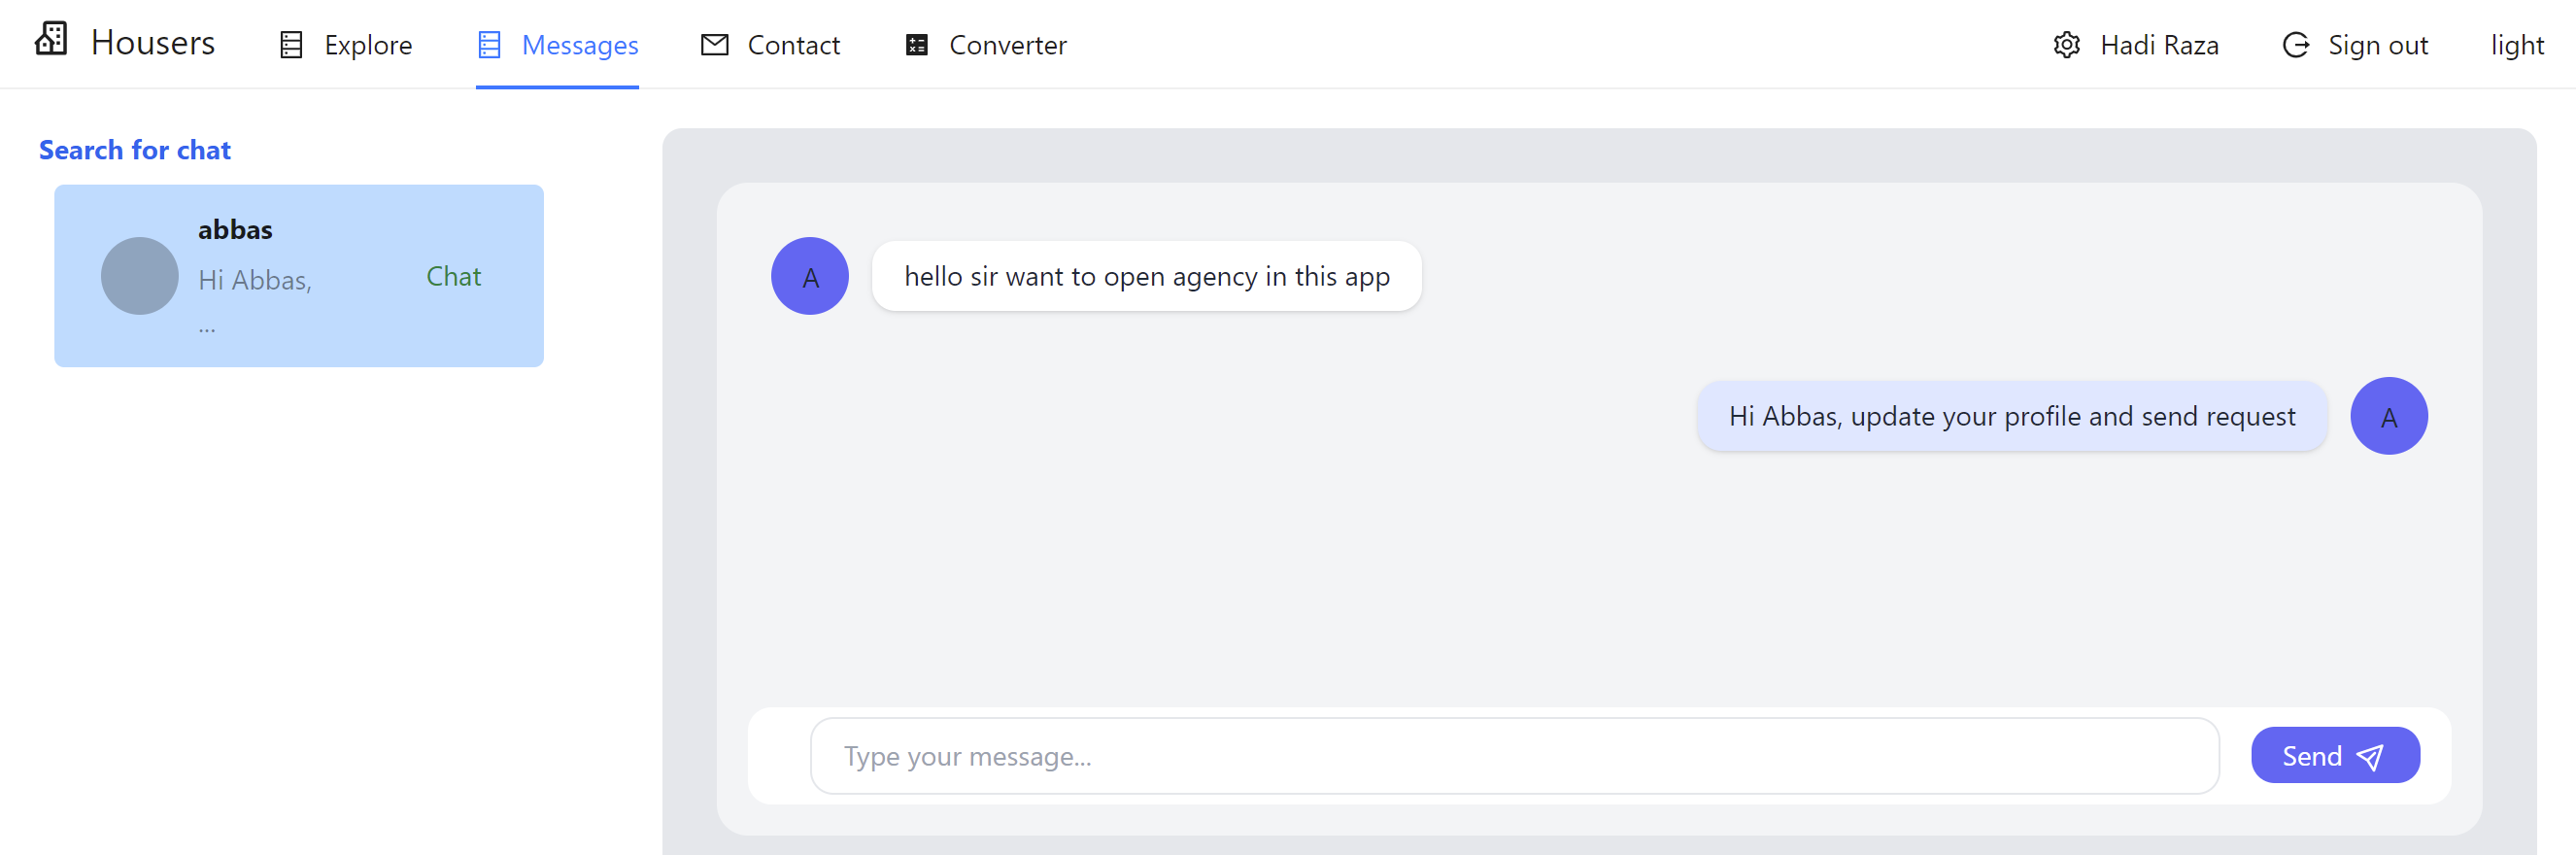 Housers
Explore
Messages
Contact
Converter
Hadi Raza
Sign out
light
Search for chat
abbas
Hi Abbas,
...
Chat
A
hello sir want to open agency in this app
Hi Abbas, update your profile and send request
A
Type your message...
Send